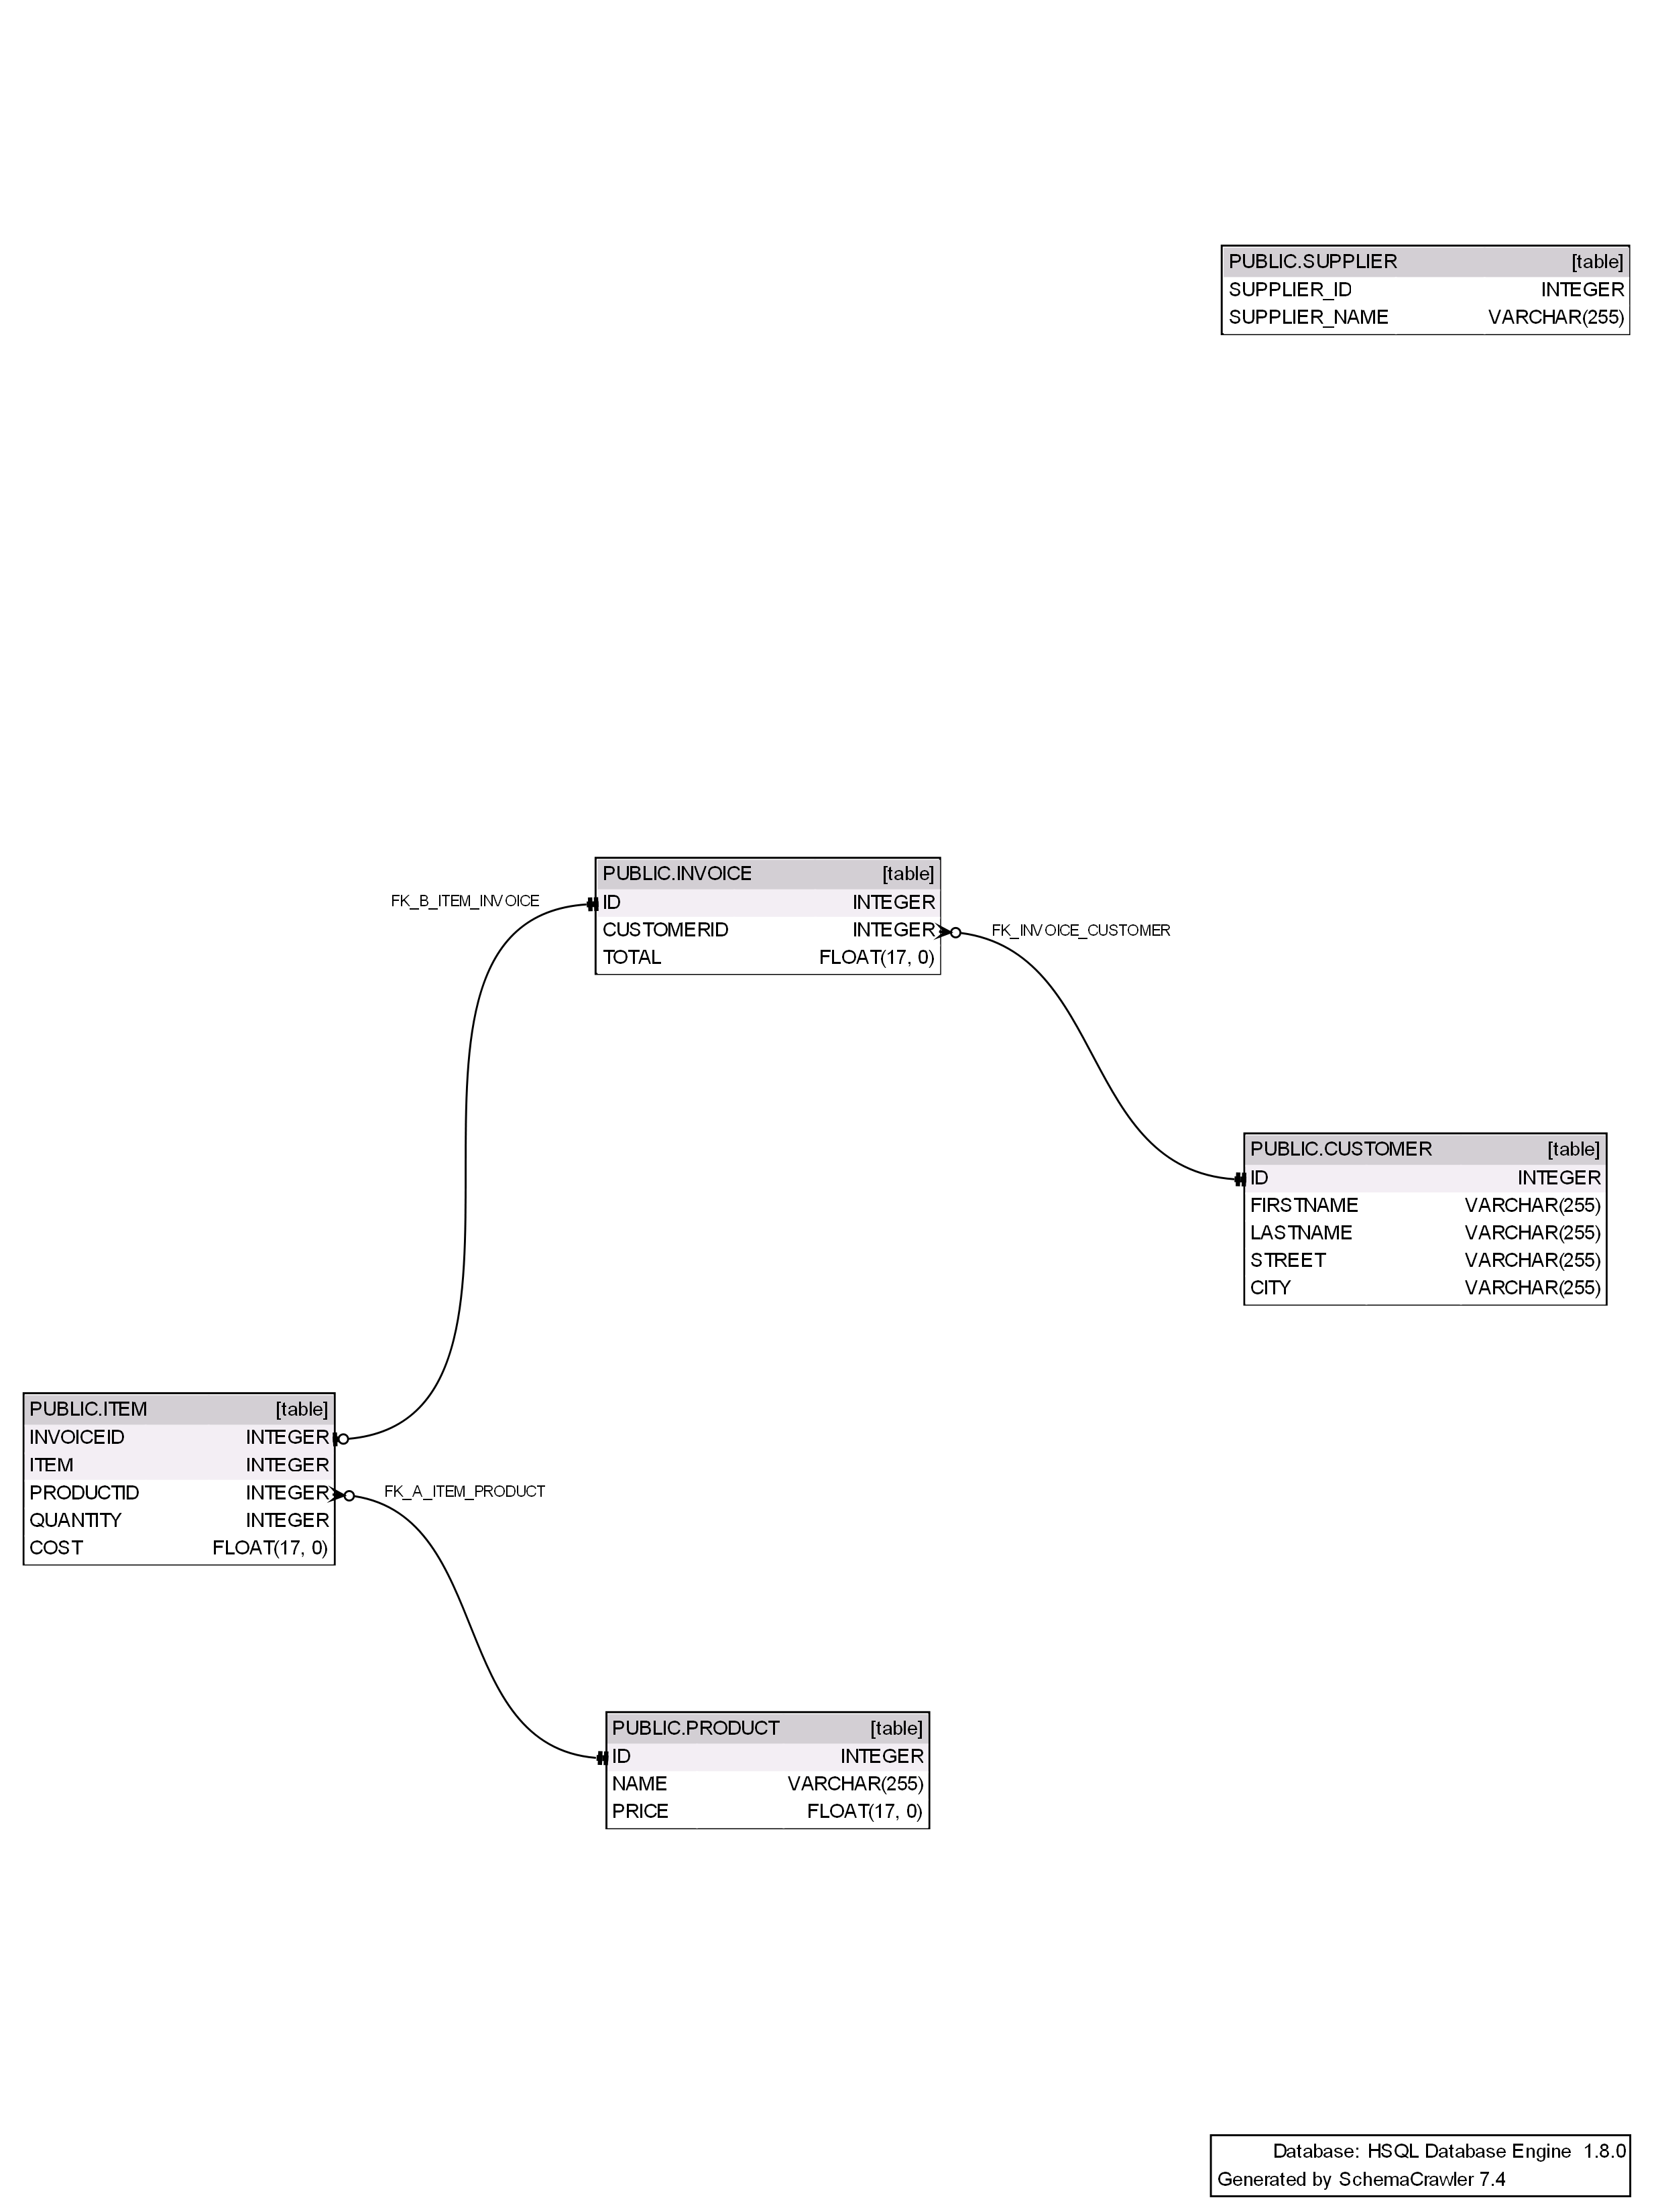 PUBLIC.SUPPLIER [table]
SUPPLIER_ID INTEGER
SUPPLIER_NAME VARCHAR(255)
PUBLIC.INVOICE [table]
ID INTEGER
CUSTOMERID INTEGER
TOTAL FLOAT(17, 0)
FK_B_ITEM_INVOICE
FK_INVOICE_CUSTOMER
PUBLIC.CUSTOMER [table]
ID INTEGER
FIRSTNAME VARCHAR(255)
LASTNAME VARCHAR(255)
STREET VARCHAR(255)
CITY VARCHAR(255)
PUBLIC.ITEM [table]
INVOICEID INTEGER
ITEM INTEGER
PRODUCTID INTEGER
QUANTITY INTEGER
COST FLOAT(17, 0)
FK_A_ITEM_PRODUCT
PUBLIC.PRODUCT [table]
ID INTEGER
NAME VARCHAR(255)
PRICE FLOAT(17, 0)
Database: HSQL Database Engine 1.8.0
Generated by SchemaCrawler 7.4